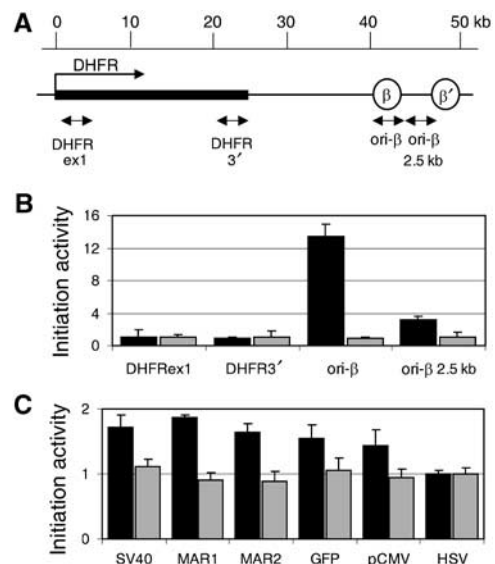 A
0 10 20 30 40 50 kb
DHFR
β β′
DHFR
ex1
DHFR
3′
ori-β
ori-β
2.5 kb
B
Initiation activity
16
12
8
4
0
DHFRex1 DHFR3′ ori-β ori-β 2.5 kb
C
Initiation activity
2
1
0
SV40 MAR1 MAR2 GFP pCMV HSV